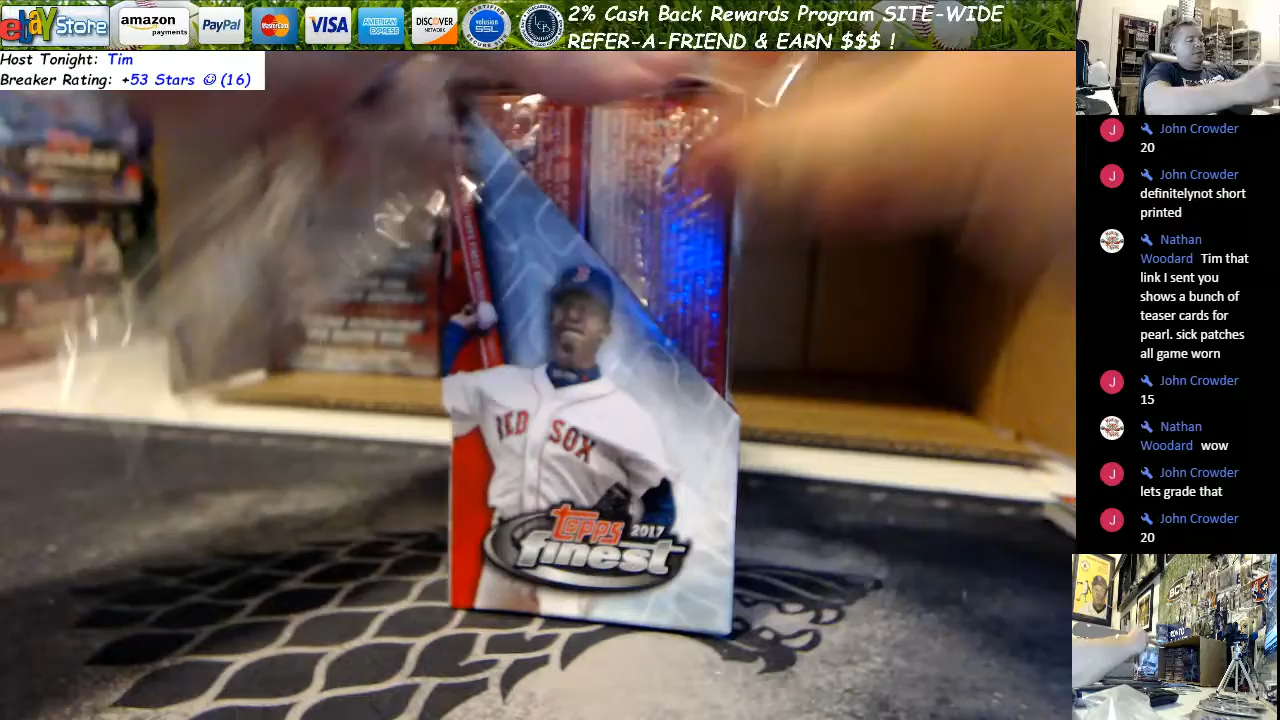 ebay Store
amazon payments
PayPal
MasterCard
VISA
AMERICAN EXPRESS
DISCOVER NETWORK
volusion SSL
2% Cash Back Rewards Program SITE-WIDE
REFER-A-FRIEND & EARN $$$ !
Host Tonight: Tim
Breaker Rating: +53 Stars ☺ (16)
RED SOX
Topps 2017
finest
J
John Crowder
20
J
John Crowder
definitelynot short
printed
Nathan
Woodard Tim that
link I sent you
shows a bunch of
teaser cards for
pearl. sick patches
all game worn
J
John Crowder
15
Nathan
Woodard wow
J
John Crowder
lets grade that
J
John Crowder
20